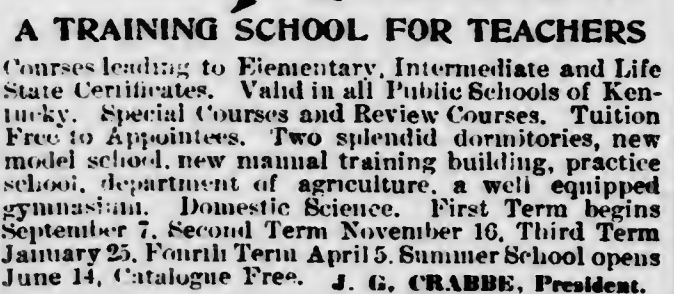 A TRAINING SCHOOL FOR TEACHERS
Courses leading to Elementary, Intermediate and Life
State Certificates. Valid in all Public Schools of Ken-
tucky. Special Courses and Review Courses. Tuition
Free to Appointees. Two splendid dormitories, new
model school, new manual training building, practice
school, department of agriculture, a well equipped
gymnasium. Domestic Science. First Term begins
September 7, Second Term November 16, Third Term
January 25, Fourth Term April 5. Summer School opens
June 14, Catalogue Free. J. G. CRABBE, President.